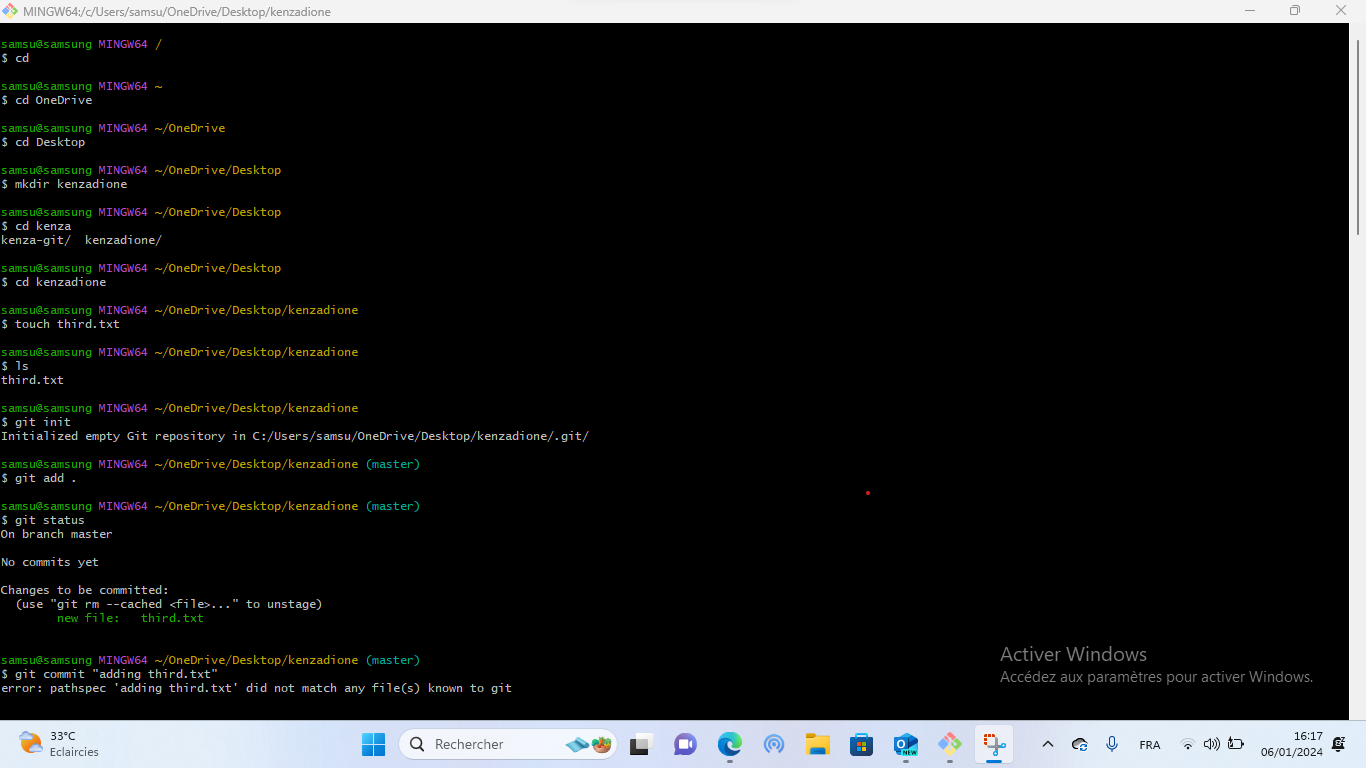 MINGW64:/c/Users/samsu/OneDrive/Desktop/kenzadione
samsu@samsung MINGW64 /
$ cd
samsu@samsung MINGW64 ~
$ cd OneDrive
samsu@samsung MINGW64 ~/OneDrive
$ cd Desktop
samsu@samsung MINGW64 ~/OneDrive/Desktop
$ mkdir kenzadione
samsu@samsung MINGW64 ~/OneDrive/Desktop
$ cd kenza
kenza-git/  kenzadione/
samsu@samsung MINGW64 ~/OneDrive/Desktop
$ cd kenzadione
samsu@samsung MINGW64 ~/OneDrive/Desktop/kenzadione
$ touch third.txt
samsu@samsung MINGW64 ~/OneDrive/Desktop/kenzadione
$ ls
third.txt
samsu@samsung MINGW64 ~/OneDrive/Desktop/kenzadione
$ git init
Initialized empty Git repository in C:/Users/samsu/OneDrive/Desktop/kenzadione/.git/
samsu@samsung MINGW64 ~/OneDrive/Desktop/kenzadione (master)
$ git add .
samsu@samsung MINGW64 ~/OneDrive/Desktop/kenzadione (master)
$ git status
On branch master
No commits yet
Changes to be committed:
  (use "git rm --cached <file>..." to unstage)
        new file:   third.txt
samsu@samsung MINGW64 ~/OneDrive/Desktop/kenzadione (master)
$ git commit "adding third.txt"
error: pathspec 'adding third.txt' did not match any file(s) known to git
Activer Windows
Accédez aux paramètres pour activer Windows.
33°C
Eclaircies
Rechercher
NEW
FRA
16:17
06/01/2024